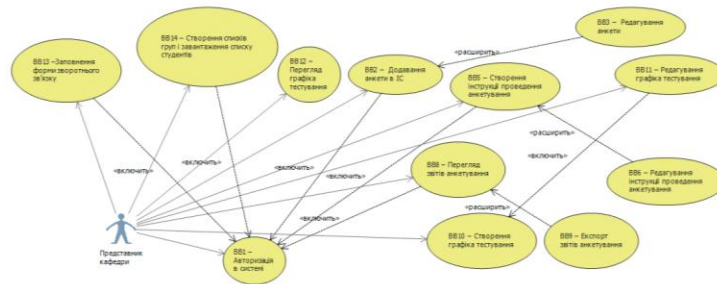 ВВ3 – Редагування
анкети
ВВ14 – Створення списків
груп і завантаження списку
студентів
«расширить»
ВВ13 –Заповнення
форми зворотнього
зв'язку
ВВ12 –
Перегляд
графіка
тестування
ВВ2 – Додавання
анкети в ІС
ВВ5 – Створення
інструкції проведення
анкетування
ВВ11 – Редагування
графіка тестування
«расширить»
«включить»
«включить»
«включить»
«включить»
ВВ8 – Перегляд
звітів анкетування
ВВ6 – Редагування
інструкції проведення
анкетування
«расширить»
«включить»
Представник
кафедри
ВВ1 –
Авторизація
в системі
ВВ10 – Створення
графіка тестування
ВВ9 – Експорт
звітів анкетування